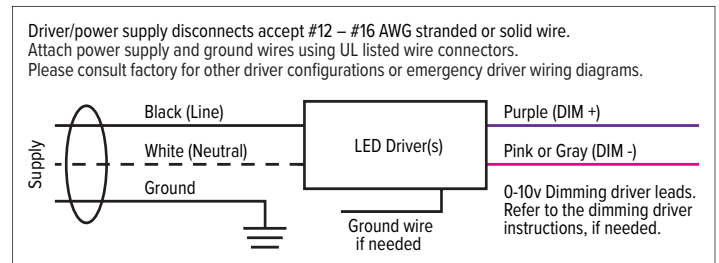 Driver/power supply disconnects accept #12 – #16 AWG stranded or solid wire.
Attach power supply and ground wires using UL listed wire connectors.
Please consult factory for other driver configurations or emergency driver wiring diagrams.
Supply
Black (Line)
White (Neutral)
Ground
LED Driver(s)
Ground wire
if needed
Purple (DIM +)
Pink or Gray (DIM -)
0-10v Dimming driver leads.
Refer to the dimming driver
instructions, if needed.